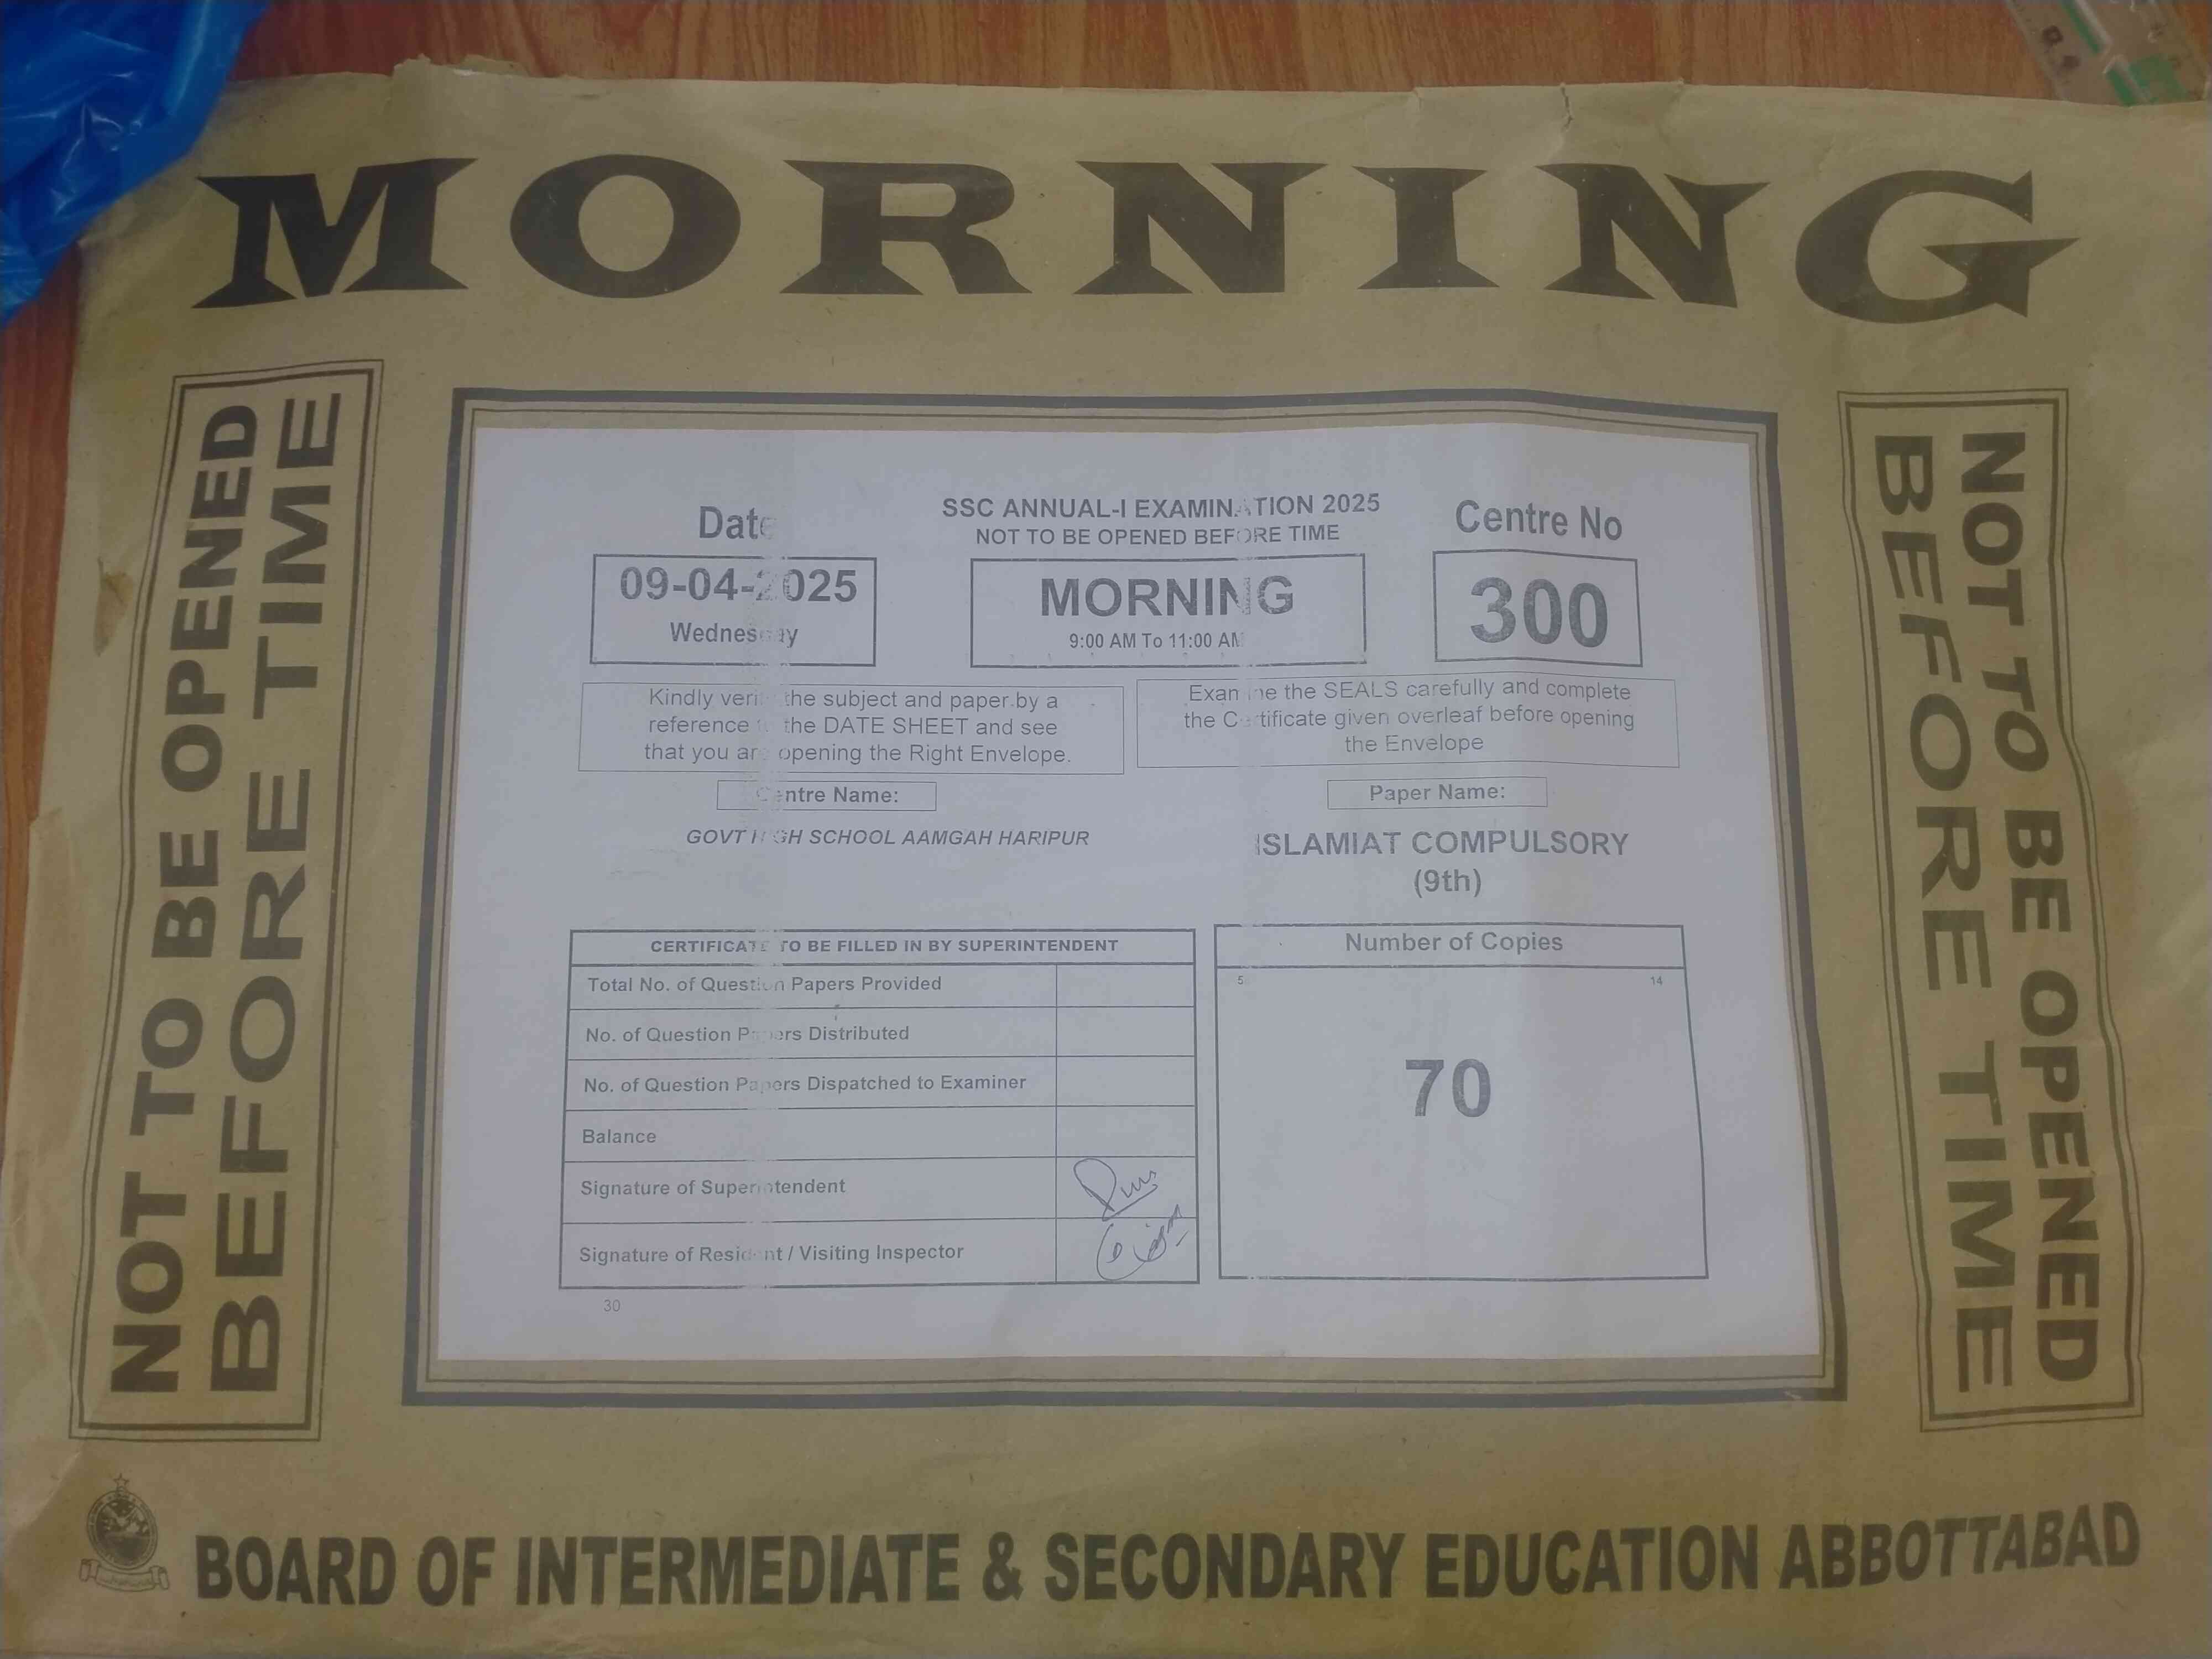 MORNING
NOT TO BE OPENED
BEFORE TIME
Date
09-04-2025
Wednesday
SSC ANNUAL-I EXAMINATION 2025
NOT TO BE OPENED BEFORE TIME
MORNING
9:00 AM To 11:00 AM
Centre No
300
Kindly verify the subject and paper by a
reference to the DATE SHEET and see
that you are opening the Right Envelope.
Examine the SEALS carefully and complete
the Certificate given overleaf before opening
the Envelope
Centre Name:
GOVT HIGH SCHOOL AAMGAH HARIPUR
Paper Name:
ISLAMIAT COMPULSORY
(9th)
CERTIFICATE TO BE FILLED IN BY SUPERINTENDENT
Total No. of Question Papers Provided
No. of Question Papers Distributed
No. of Question Papers Dispatched to Examiner
Balance
Signature of Superintendent
Signature of Resident / Visiting Inspector
30
Number of Copies
5 14
70
NOT TO BE OPENED
BEFORE TIME
BOARD OF INTERMEDIATE & SECONDARY EDUCATION ABBOTTABAD